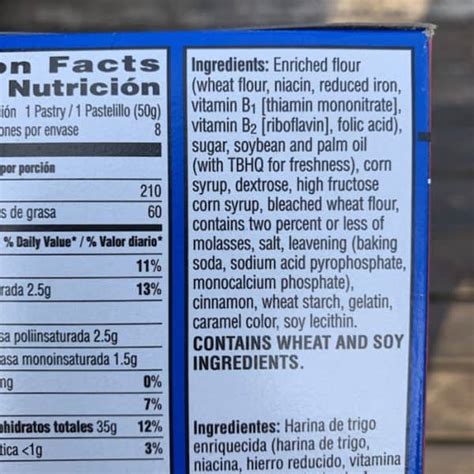 on Facts
Nutrición
ión 1 Pastry / 1 Pastelillo (50g)
ones por envase 8
por porción
210
s de grasa 60
% Daily Value* / % Valor diario*
11%
rada 2.5g 13%
sa poliinsaturada 2.5g
asa monoinsaturada 1.5g
ng 0%
7%
ohidratos totales 35g 12%
tica <1g 3%
Ingredients: Enriched flour
(wheat flour, niacin, reduced iron,
vitamin B1 [thiamin mononitrate],
vitamin B2 [riboflavin], folic acid),
sugar, soybean and palm oil
(with TBHQ for freshness), corn
syrup, dextrose, high fructose
corn syrup, bleached wheat flour,
contains two percent or less of
molasses, salt, leavening (baking
soda, sodium acid pyrophosphate,
monocalcium phosphate),
cinnamon, wheat starch, gelatin,
caramel color, soy lecithin.
CONTAINS WHEAT AND SOY
INGREDIENTS.
Ingredientes: Harina de trigo
enriquecida (harina de trigo,
niacina, hierro reducido, vitamina